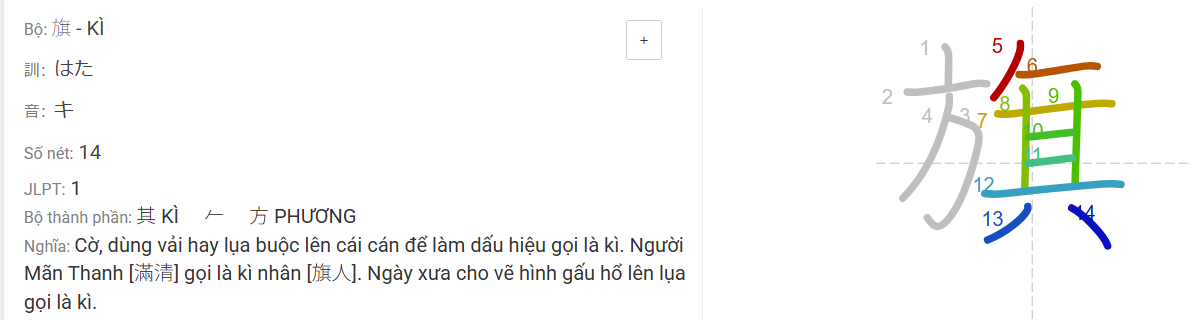 Bộ: 旗 - KÌ
+
訓: はた
音: キ
Số nét: 14
JLPT: 1
Bộ thành phần: 其 KÌ 𠂉 方 PHƯƠNG
Nghĩa: Cờ, dùng vải hay lụa buộc lên cái cán để làm dấu hiệu gọi là kì. Người
Mãn Thanh [滿清] gọi là kì nhân [旗人]. Ngày xưa cho vẽ hình gấu hổ lên lụa
gọi là kì.
旗
1
2
3
4
5
6
7
8
9
10
11
12
13
14